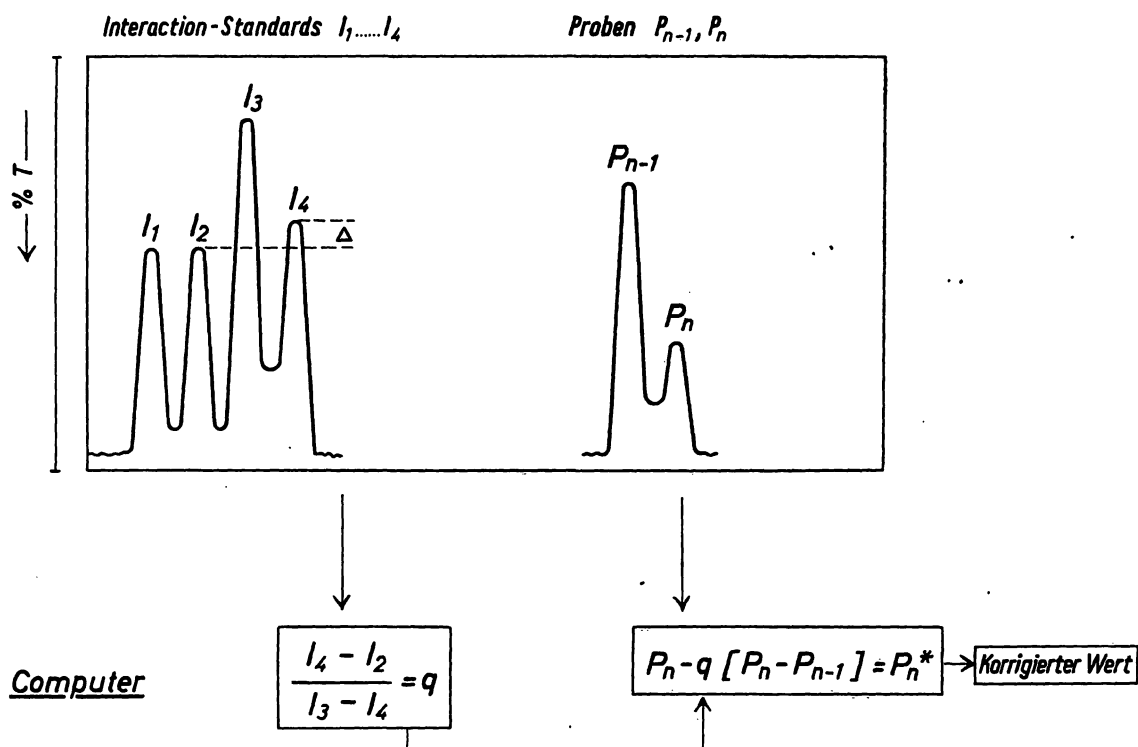 Interaction-Standards I₁......I₄
Proben Pₙ₋₁, Pₙ
% T
I₁
I₂
I₃
I₄
Δ
Pₙ₋₁
Pₙ
Computer
I₄ - I₂
I₃ - I₄
= q
Pₙ - q [Pₙ - Pₙ₋₁] = Pₙ*
Korrigierter Wert